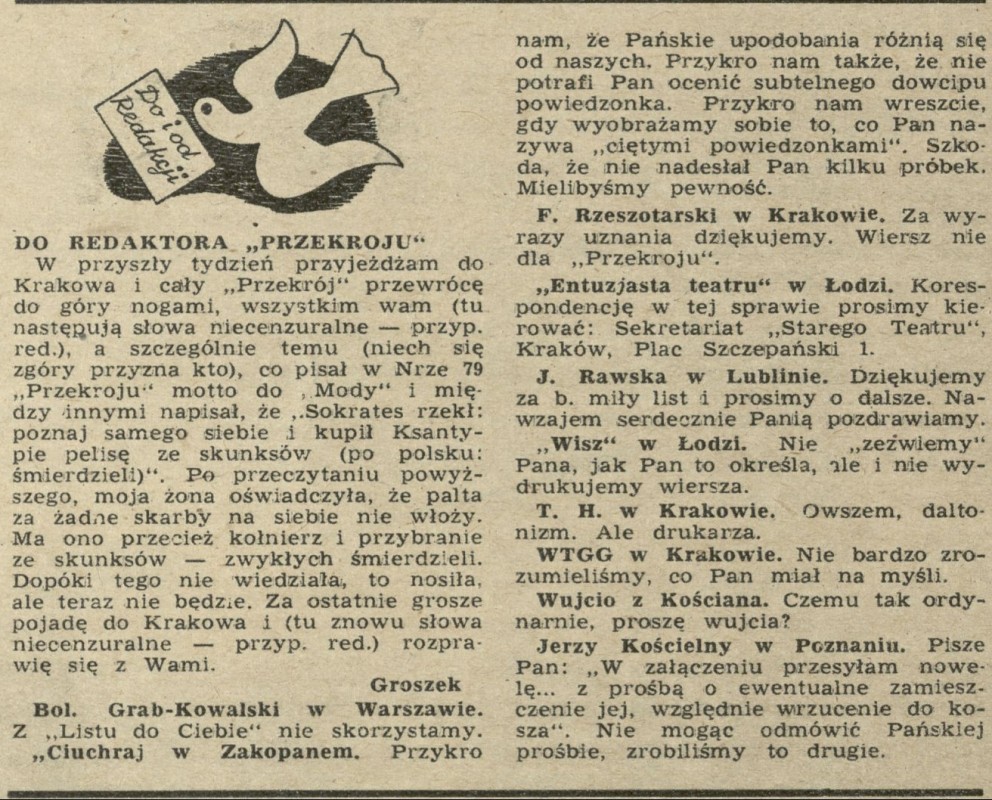 Do i od
Redakcji
DO REDAKTORA „PRZEKROJU“
W przyszły tydzień przyjeżdżam do
Krakowa i cały „Przekrój“ przewrócę
do góry nogami, wszystkim wam (tu
następują słowa niecenzuralne — przyp.
red.), a szczególnie temu (niech się
zgóry przyzna kto), co pisał w Nrze 79
„Przekroju“ motto do „Mody“ i mię-
dzy innymi napisał, że „Sokrates rzekł:
poznaj samego siebie i kupił Ksanty-
pie pelisę ze skunksów (po polsku:
śmierdzieli)“. Po przeczytaniu powyż-
szego, moja żona oświadczyła, że palta
za żadne skarby na siebie nie włoży.
Ma ono przecież kołnierz i przybranie
ze skunksów — zwykłych śmierdzieli.
Dopóki tego nie wiedziała, to nosiła,
ale teraz nie będzie. Za ostatnie grosze
pojadę do Krakowa i (tu znowu słowa
niecenzuralne — przyp. red.) rozpra-
wię się z Wami.
Groszek
Bol. Grab-Kowalski w Warszawie.
Z „Listu do Ciebie“ nie skorzystamy.
„Ciuchraj w Zakopanem. Przykro
nam, że Pańskie upodobania różnią się
od naszych. Przykro nam także, że nie
potrafi Pan ocenić subtelnego dowcipu
powiedzonka. Przykro nam wreszcie,
gdy wyobrażamy sobie to, co Pan na-
zywa „ciętymi powiedzonkami“. Szko-
da, że nie nadesłał Pan kilku próbek.
Mielibyśmy pewność.
F. Rzeszotarski w Krakowie. Za wy-
razy uznania dziękujemy. Wiersz nie
dla „Przekroju“.
„Entuzjasta teatru“ w Łodzi. Kores-
pondencję w tej sprawie prosimy kie-
rować: Sekretariat „Starego Teatru“,
Kraków, Plac Szczepański 1.
J. Rawska w Lublinie. Dziękujemy
za b. miły list i prosimy o dalsze. Na-
wzajem serdecznie Panią pozdrawiamy.
„Wisz“ w Łodzi. Nie „zeźwiemy“
Pana, jak Pan to określa, ale i nie wy-
drukujemy wiersza.
T. H. w Krakowie. Owszem, dalto-
nizm. Ale drukarza.
WTGG w Krakowie. Nie bardzo zro-
zumieliśmy, co Pan miał na myśli.
Wujcio z Kościana. Czemu tak ordy-
narnie, proszę wujcia?
Jerzy Kościelny w Poznaniu. Pisze
Pan: „W załączeniu przesyłam nowe-
lę... z prośbą o ewentualne zamiesz-
czenie jej, względnie wrzucenie do ko-
sza“. Nie mogąc odmówić Pańskiej
prośbie, zrobiliśmy to drugie.